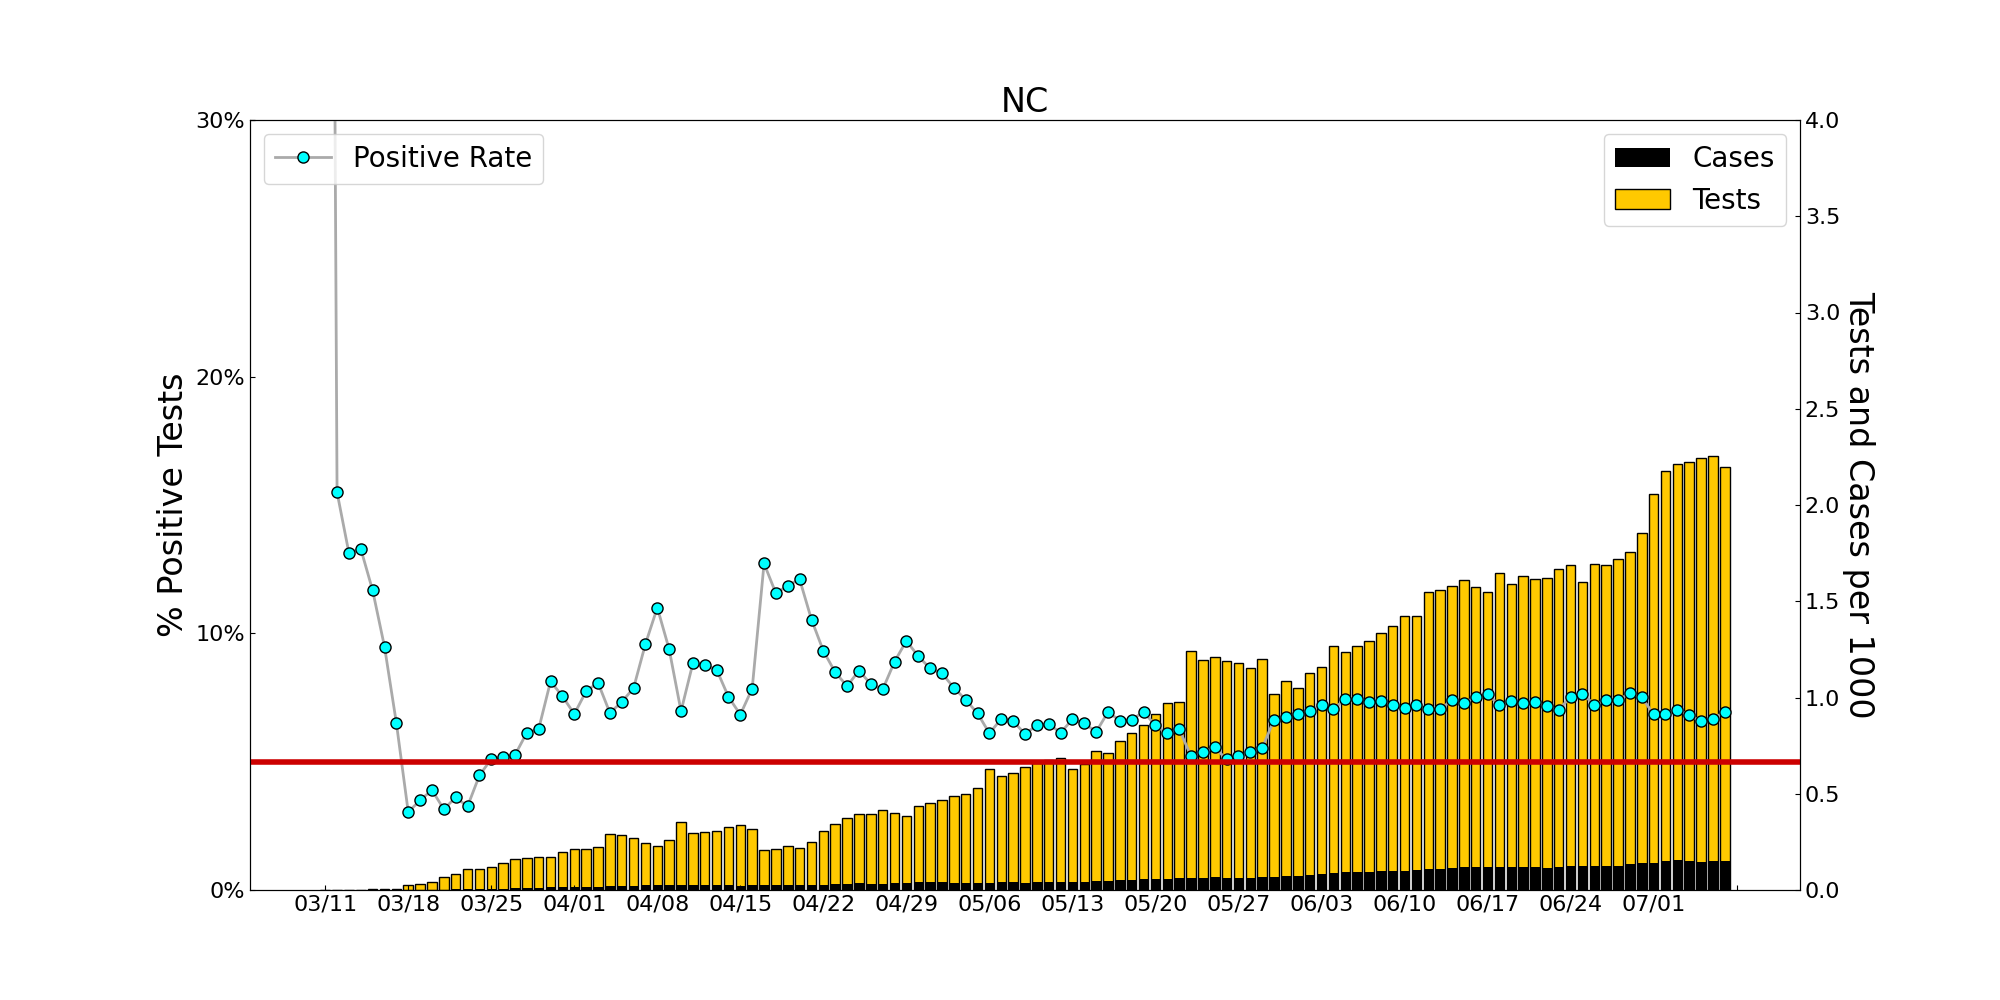 NC
Positive Rate
Cases
Tests
% Positive Tests
30%
20%
10%
0%
4.0
3.5
3.0
2.5
2.0
1.5
1.0
0.5
0.0
Tests and Cases per 1000
03/11 03/18 03/25 04/01 04/08 04/15 04/22 04/29 05/06 05/13 05/20 05/27 06/03 06/10 06/17 06/24 07/01